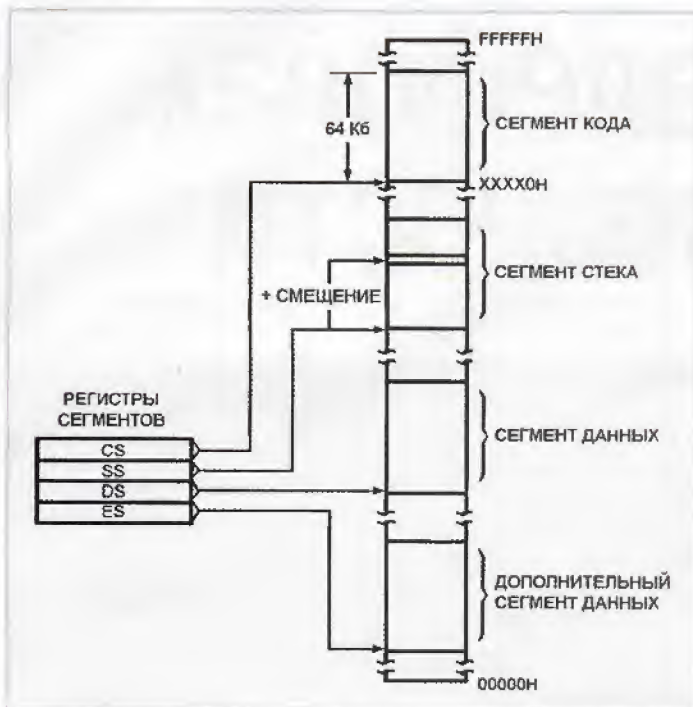 FFFFFH
64 Кб
СЕГМЕНТ КОДА
XXXX0H
СЕГМЕНТ СТЕКА
+ СМЕЩЕНИЕ
РЕГИСТРЫ
СЕГМЕНТОВ
CS
SS
DS
ES
СЕГМЕНТ ДАННЫХ
ДОПОЛНИТЕЛЬНЫЙ
СЕГМЕНТ ДАННЫХ
00000H